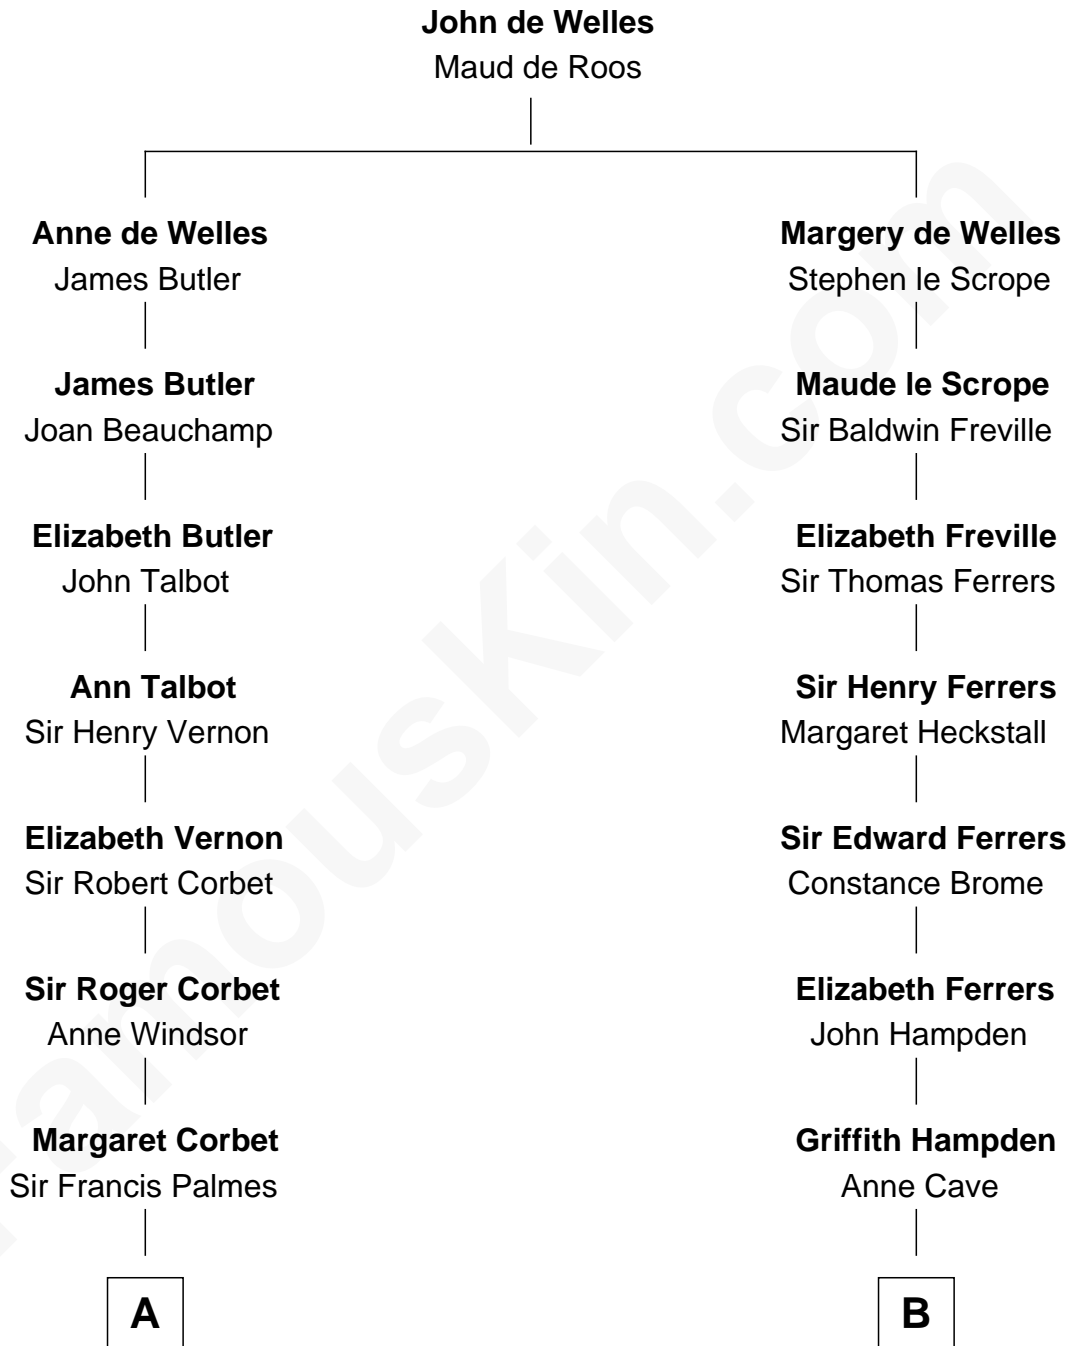 John de Welles
Maud de Roos
Anne de Welles
James Butler
Margery de Welles
Stephen le Scrope
James Butler
Joan Beauchamp
Maude le Scrope
Sir Baldwin Freville
Elizabeth Butler
John Talbot
Elizabeth Freville
Sir Thomas Ferrers
Ann Talbot
Sir Henry Vernon
Sir Henry Ferrers
Margaret Heckstall
Elizabeth Vernon
Sir Robert Corbet
Sir Edward Ferrers
Constance Brome
Sir Roger Corbet
Anne Windsor
Elizabeth Ferrers
John Hampden
Margaret Corbet
Sir Francis Palmes
Griffith Hampden
Anne Cave
A
B
FamousKin.com